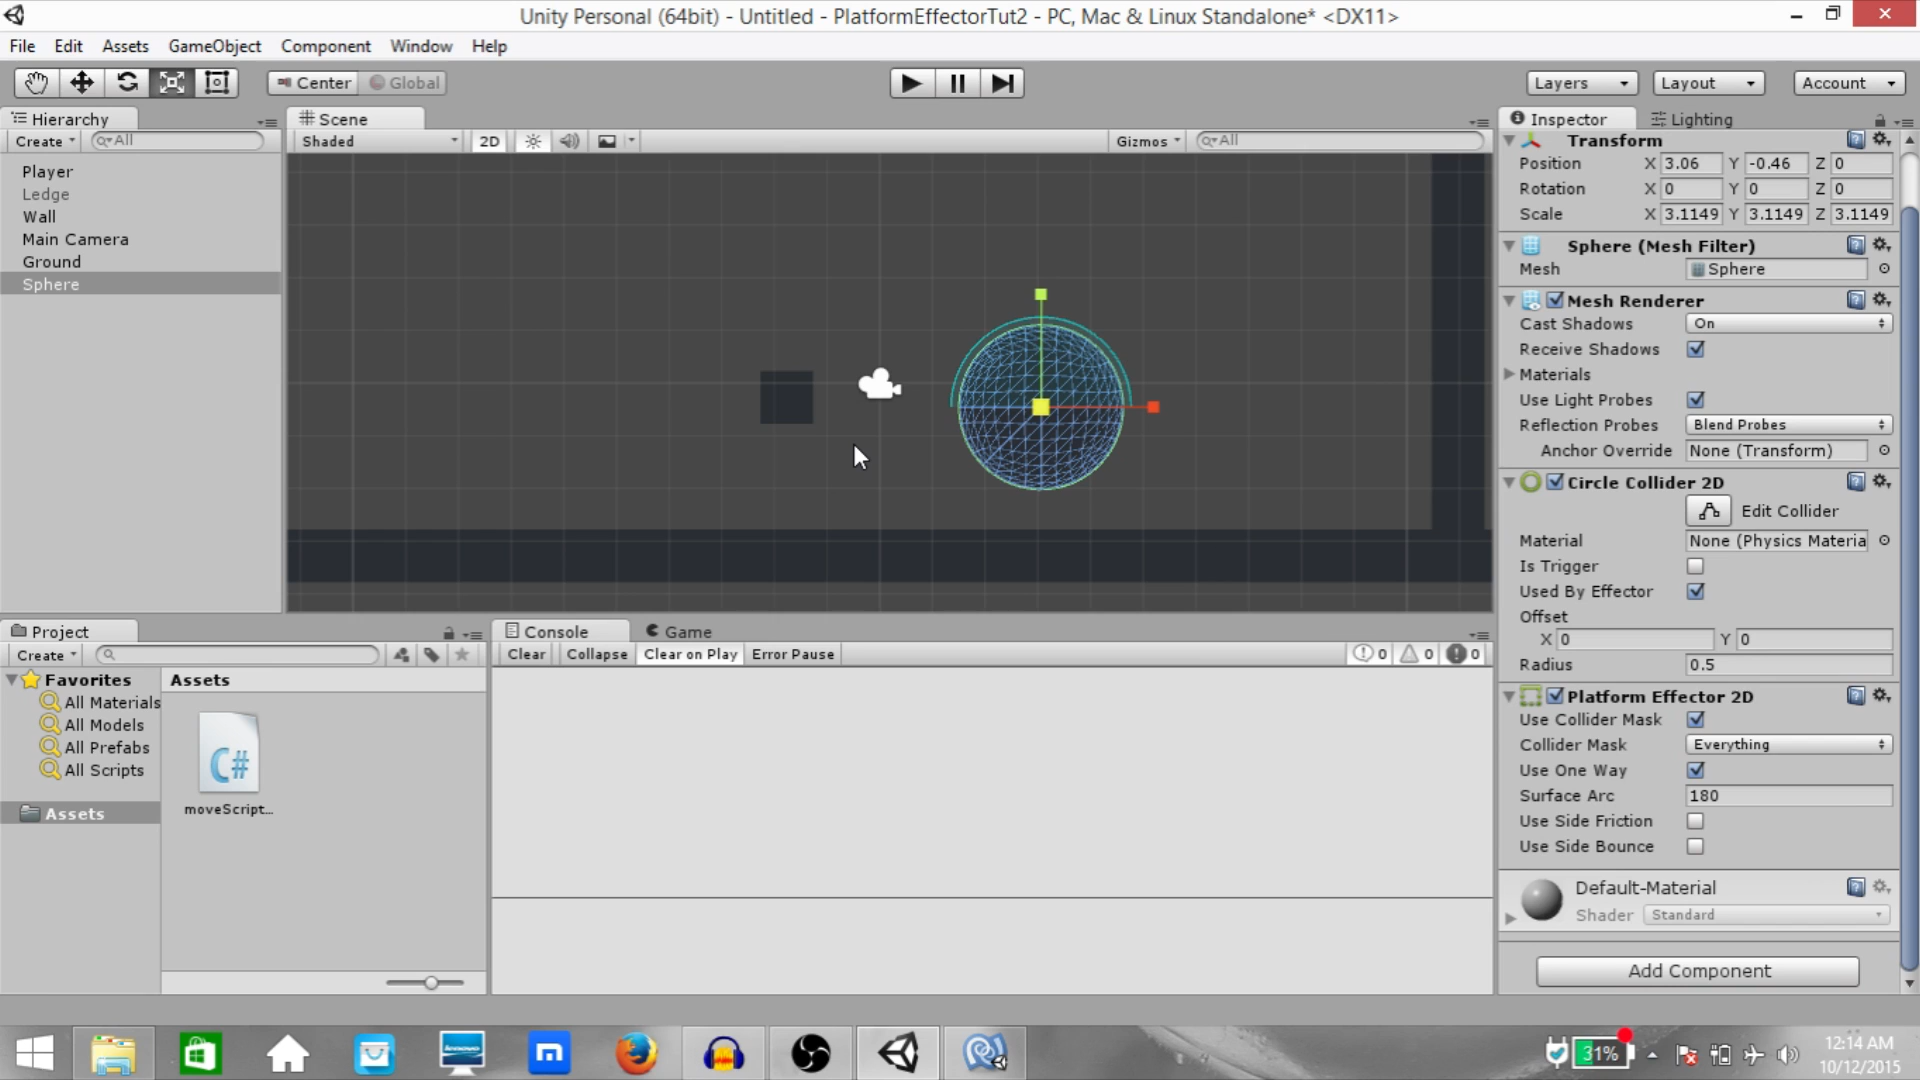 Unity Personal (64bit) - Untitled - PlatformEffectorTut2 - PC, Mac & Linux Standalone* <DX11>
File Edit Assets GameObject Component Window Help
Center Global Layers Layout Account
Hierarchy
Create All
Player
Ledge
Wall
Main Camera
Ground
Sphere
Scene
Shaded 2D Gizmos All
Inspector Lighting
Transform
Position X 3.06 Y -0.46 Z 0
Rotation X 0 Y 0 Z 0
Scale X 3.1149 Y 3.1149 Z 3.1149
Sphere (Mesh Filter)
Mesh Sphere
Mesh Renderer
Cast Shadows On
Receive Shadows
Materials
Use Light Probes
Reflection Probes Blend Probes
Anchor Override None (Transform)
Circle Collider 2D
Edit Collider
Material None (Physics Materia
Is Trigger
Used By Effector
Offset
X 0 Y 0
Radius 0.5
Platform Effector 2D
Use Collider Mask
Collider Mask Everything
Use One Way
Surface Arc 180
Use Side Friction
Use Side Bounce
Default-Material
Shader Standard
Add Component
Project
Create
Favorites
All Materials
All Models
All Prefabs
All Scripts
Assets
Assets
C#
moveScript...
Console Game
Clear Collapse Clear on Play Error Pause 0 0 0
Lenovo
m
31%
12:14 AM
10/12/2015